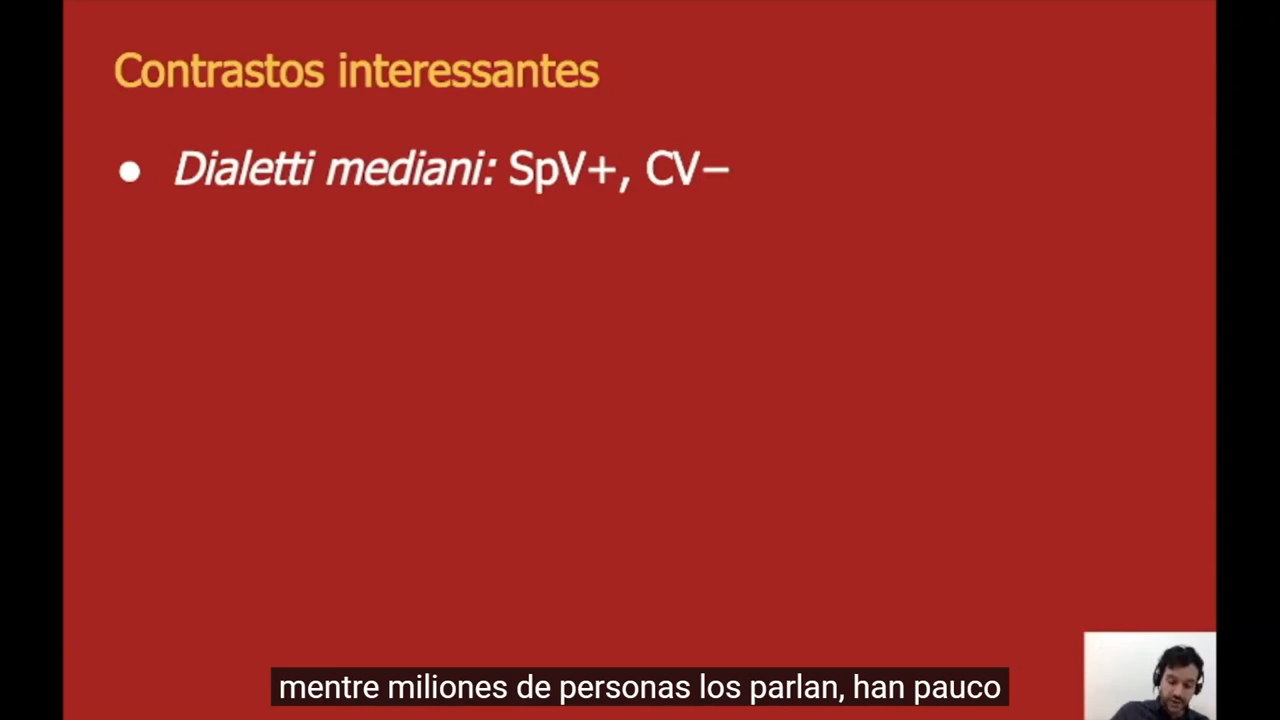 Contrastos interessantes
● Dialetti mediani: SpV+, CV−
mentre miliones de personas los parlan, han pauco